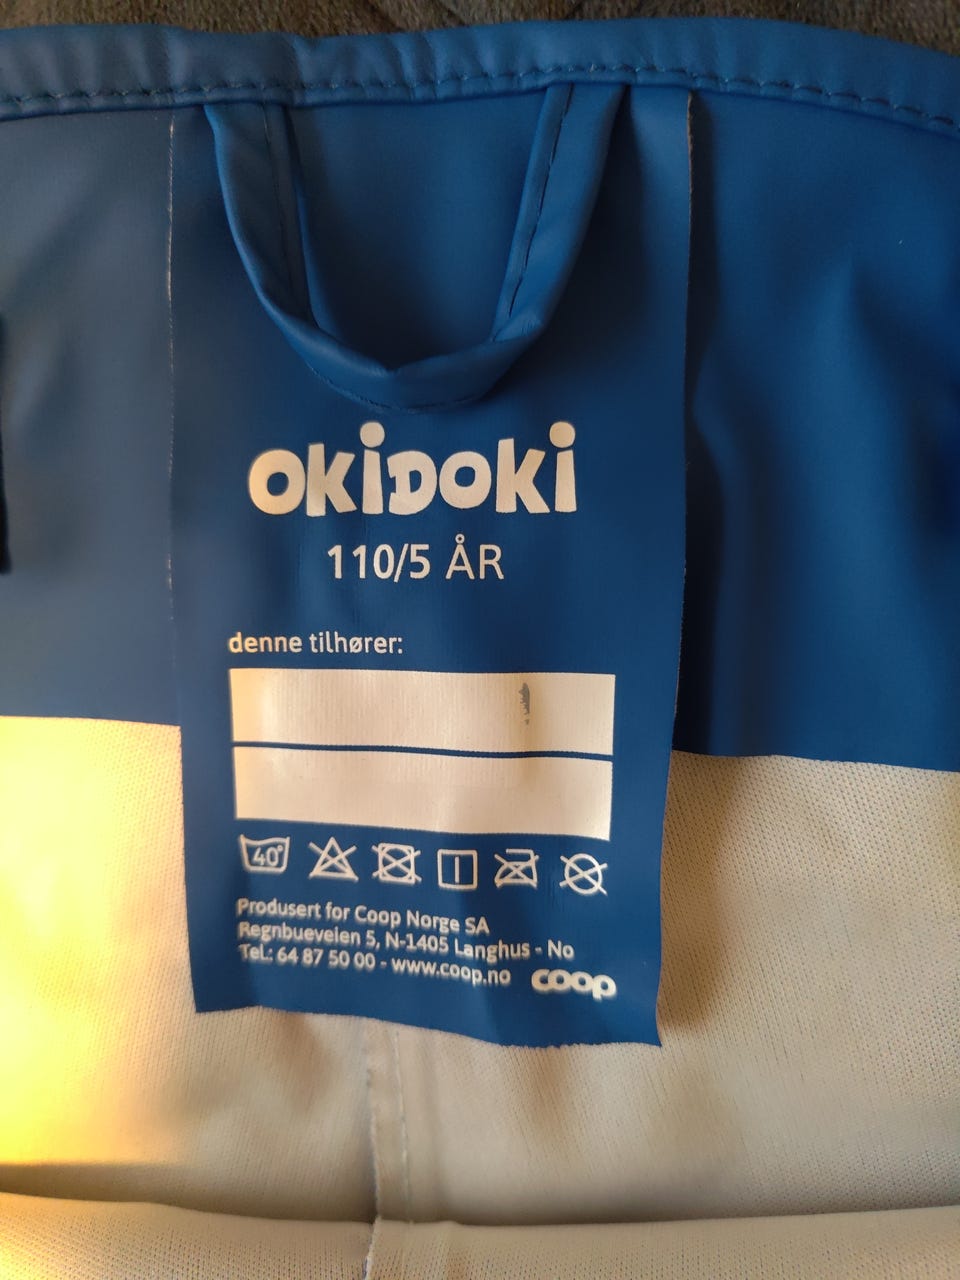 OKiDOKi
110/5 ÅR
denne tilhører:
40°
Produsert for Coop Norge SA
Regnbueveien 5, N-1405 Langhus - No
Tel.: 64 87 50 00 - www.coop.no
coop